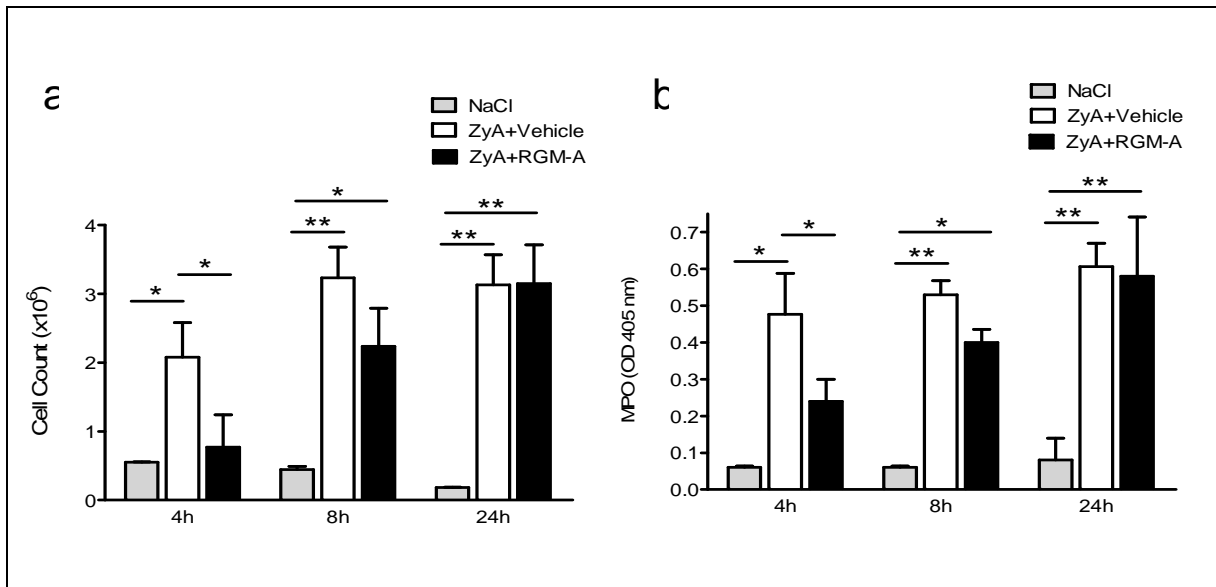 a
NaCl
ZyA+Vehicle
ZyA+RGM-A
Cell Count (x10⁶)
4
3
2
1
0
* *
** *
** **
4h 8h 24h
b
NaCl
ZyA+Vehicle
ZyA+RGM-A
MPO (OD 405 nm)
0.7
0.6
0.5
0.4
0.3
0.2
0.1
0.0
* *
** *
** **
4h 8h 24h